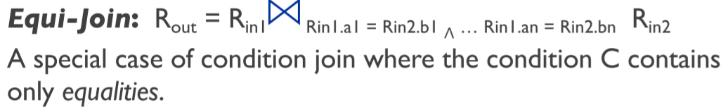 Equi-Join: Rout = Rin1⋈ Rin1.a1 = Rin2.b1 ∧ ... Rin1.an = Rin2.bn Rin2
A special case of condition join where the condition C contains
only equalities.